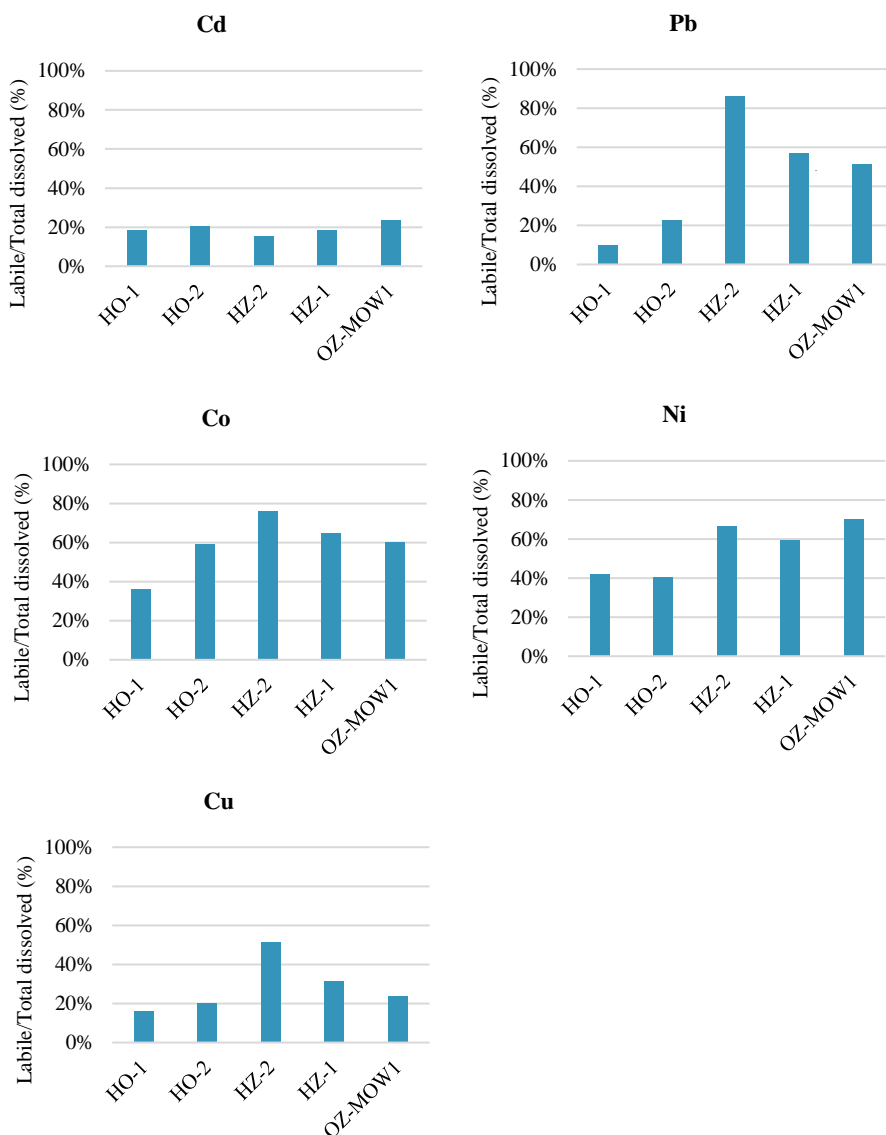 Cd
Labile/Total dissolved (%)
100%
80%
60%
40%
20%
0%
HO-1
HO-2
HZ-2
HZ-1
OZ-MOW1
Pb
Labile/Total dissolved (%)
100%
80%
60%
40%
20%
0%
HO-1
HO-2
HZ-2
HZ-1
OZ-MOW1
Co
Labile/Total dissolved (%)
100%
80%
60%
40%
20%
0%
HO-1
HO-2
HZ-2
HZ-1
OZ-MOW1
Ni
Labile/Total dissolved (%)
100%
80%
60%
40%
20%
0%
HO-1
HO-2
HZ-2
HZ-1
OZ-MOW1
Cu
Labile/Total dissolved (%)
100%
80%
60%
40%
20%
0%
HO-1
HO-2
HZ-2
HZ-1
OZ-MOW1